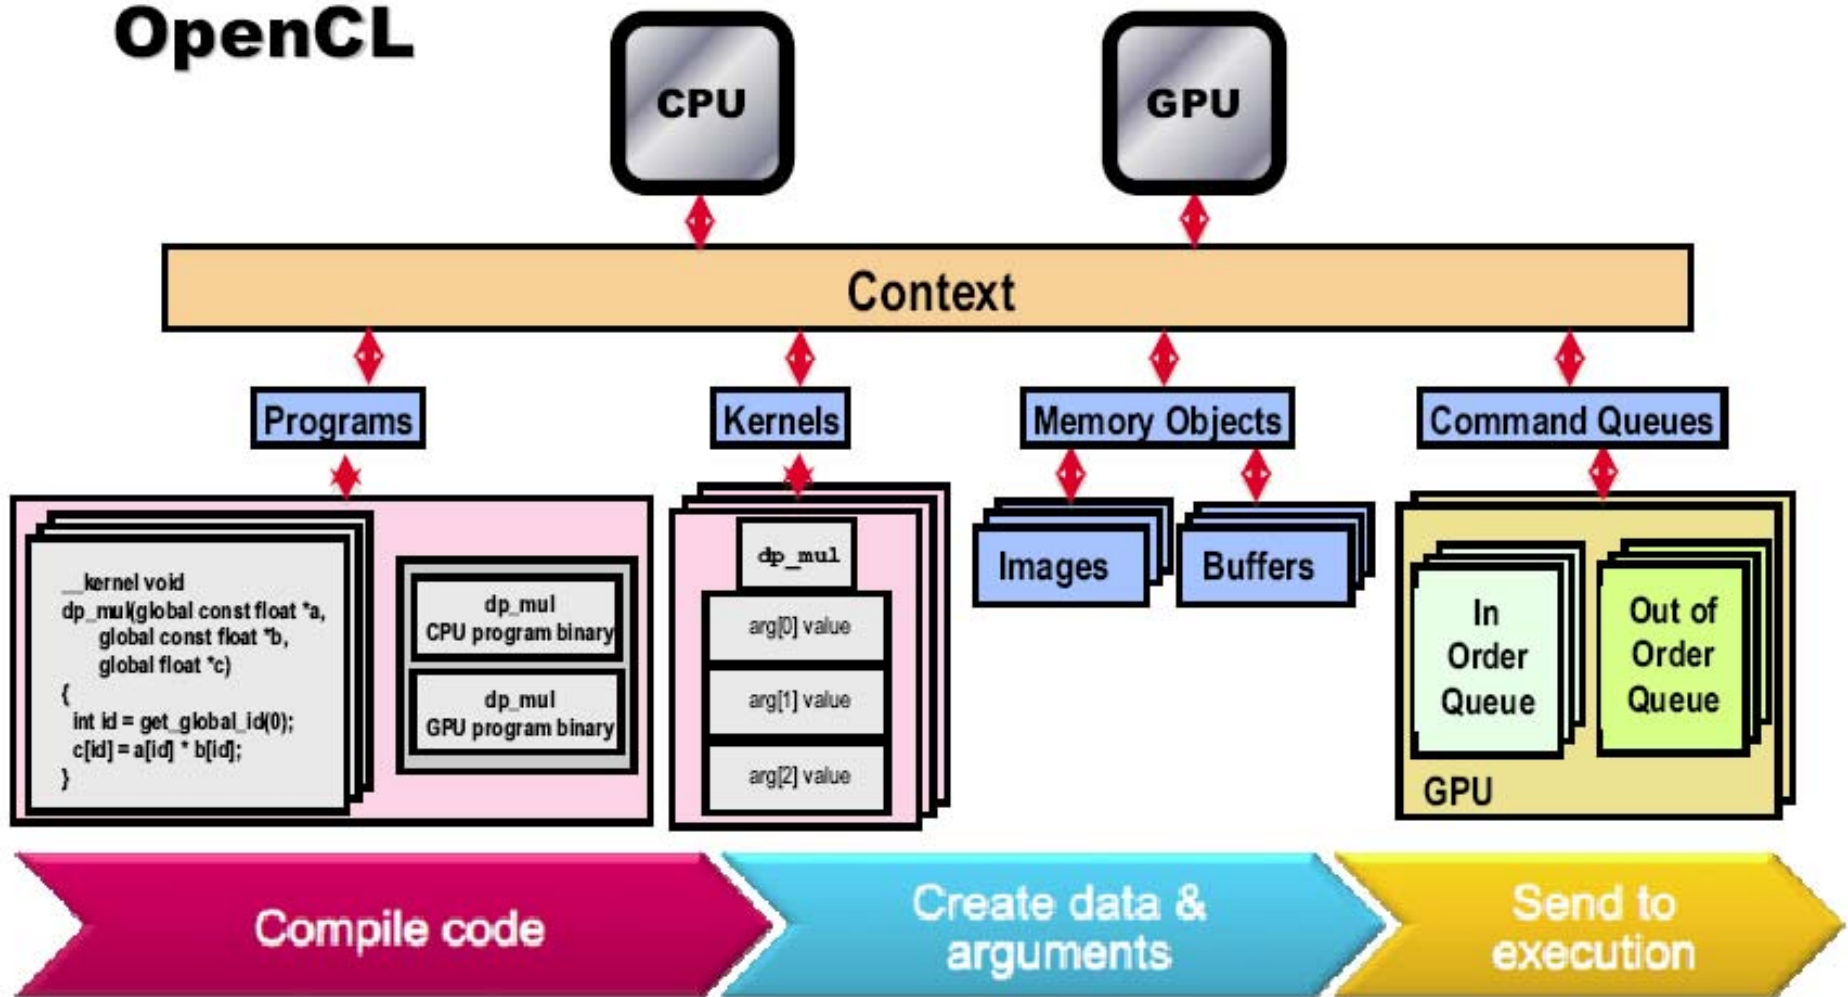 OpenCL
CPU
GPU
Context
Programs
Kernels
Memory Objects
Command Queues
__kernel void
dp_mul(global const float *a,
global const float *b,
global float *c)
{
int id = get_global_id(0);
c[id] = a[id] * b[id];
}
dp_mul
CPU program binary
dp_mul
GPU program binary
dp_mul
arg[0] value
arg[1] value
arg[2] value
Images
Buffers
In
Order
Queue
Out of
Order
Queue
GPU
Compile code
Create data &
arguments
Send to
execution